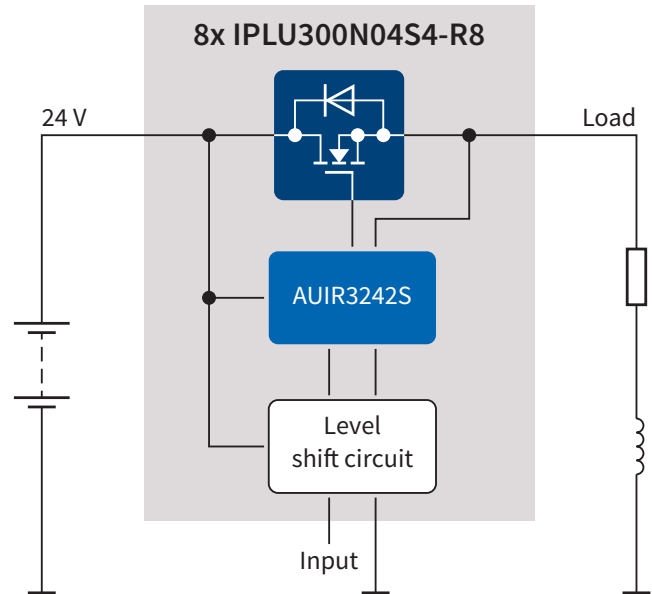 8x IPLU300N04S4-R8
24 V
Load
AUIR3242S
Level
shift circuit
Input